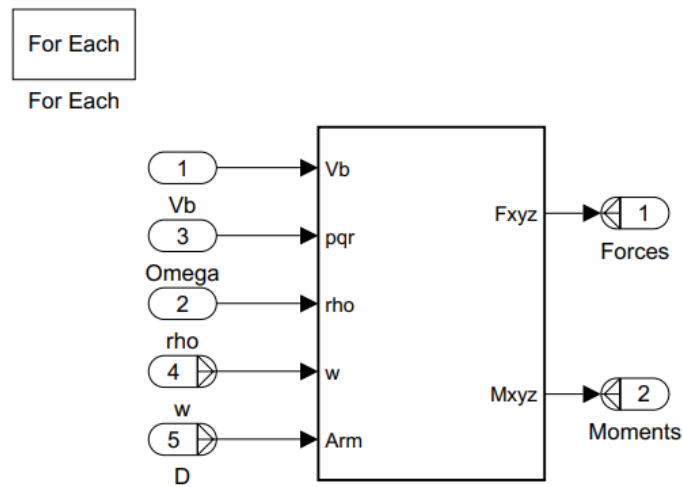 For Each
For Each
1
Vb
Vb
3
pqr
Fxyz
1
Omega
Forces
2
rho
rho
4
w
w
Mxyz
2
Moments
5
Arm
D